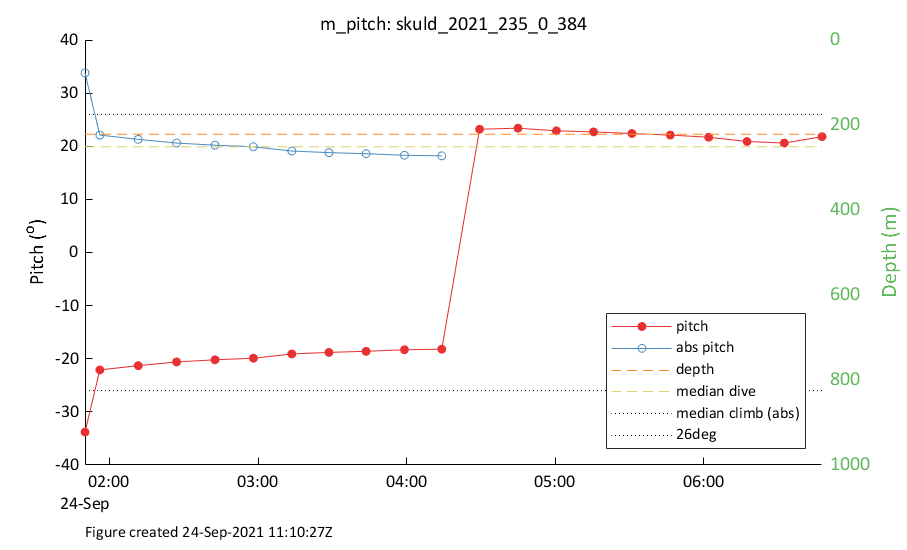 m_pitch: skuld_2021_235_0_384
40
30
20
10
0
-10
-20
-30
-40
Pitch (o)
0
200
400
600
800
1000
Depth (m)
pitch
abs pitch
depth
median dive
median climb (abs)
26deg
02:00
03:00
04:00
05:00
06:00
24-Sep
Figure created 24-Sep-2021 11:10:27Z